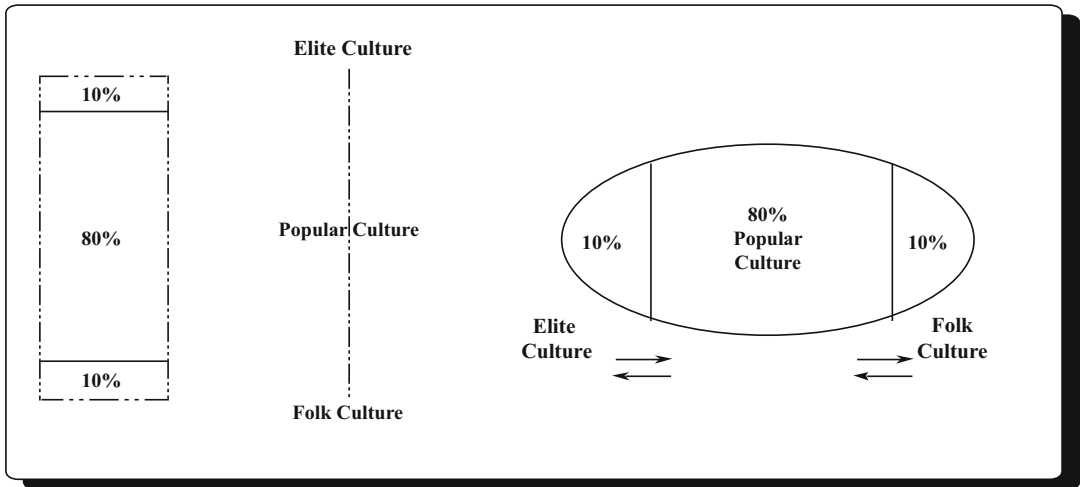 10%
80%
10%
Elite Culture
Popular Culture
Folk Culture
10%
80%
Popular
Culture
10%
Elite
Culture
Folk
Culture